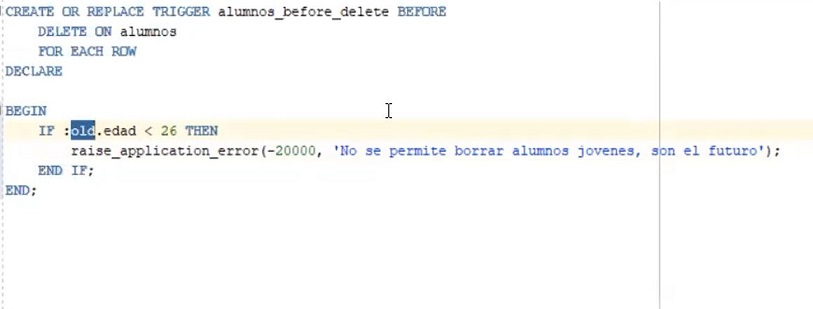 CREATE OR REPLACE TRIGGER alumnos_before_delete BEFORE
DELETE ON alumnos
FOR EACH ROW
DECLARE
BEGIN
IF :old.edad < 26 THEN
raise_application_error(-20000, 'No se permite borrar alumnos jovenes, son el futuro');
END IF;
END;